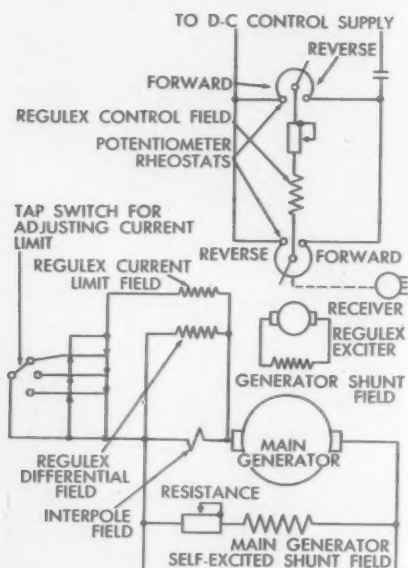 TO D-C CONTROL SUPPLY
REVERSE
FORWARD
REGULEX CONTROL FIELD
POTENTIOMETER
RHEOSTATS
TAP SWITCH FOR
ADJUSTING CURRENT
LIMIT
REGULEX CURRENT
LIMIT FIELD
REVERSE
FORWARD
RECEIVER
REGULEX
EXCITER
GENERATOR SHUNT
FIELD
MAIN
GENERATOR
REGULEX
DIFFERENTIAL
FIELD
INTERPOLE
FIELD
RESISTANCE
MAIN GENERATOR
SELF-EXCITED SHUNT FIELD